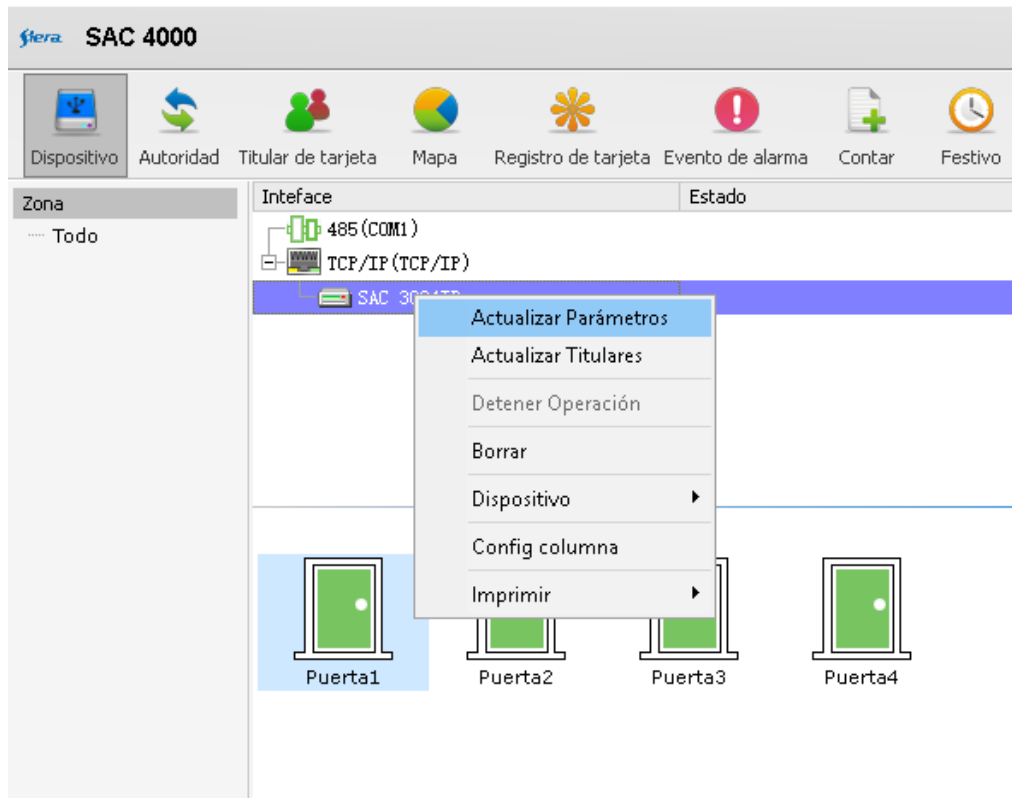 fiera SAC 4000
Dispositivo Autoridad Titular de tarjeta Mapa Registro de tarjeta Evento de alarma Contar Festivo
Zona
Todo
Inteface Estado
485(COM1)
TCP/IP(TCP/IP)
SAC
Actualizar Parámetros
Actualizar Titulares
Detener Operación
Borrar
Dispositivo
Config columna
Imprimir
Puerta1 Puerta2 Puerta3 Puerta4